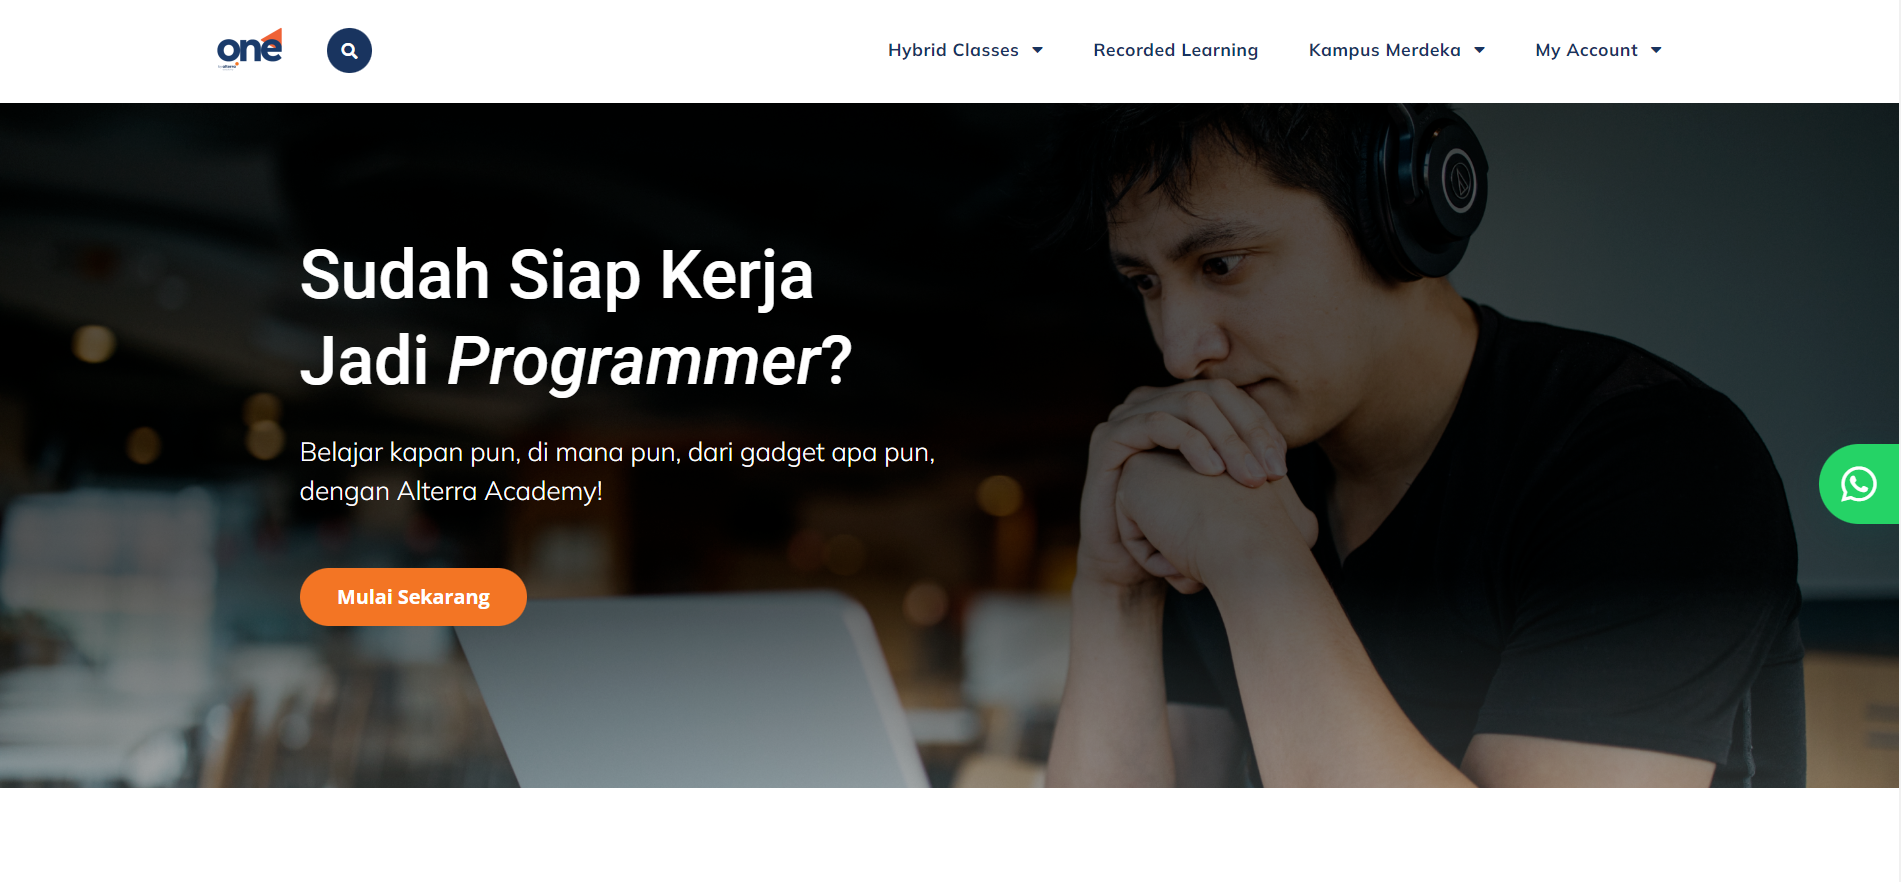 one
Hybrid Classes
Recorded Learning
Kampus Merdeka
My Account
Sudah Siap Kerja
Jadi Programmer?
Belajar kapan pun, di mana pun, dari gadget apa pun,
dengan Alterra Academy!
Mulai Sekarang